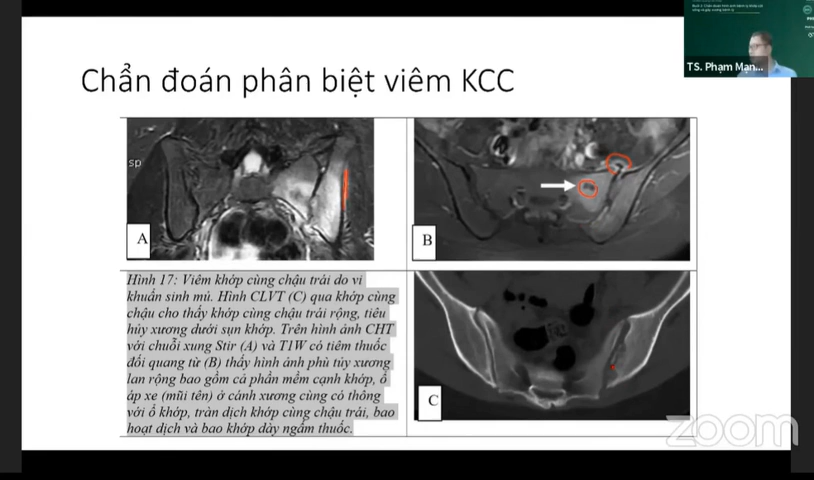 TS. Phạm Mạn...
Chẩn đoán phân biệt viêm KCC
sp
A
B
Hình 17: Viêm khớp cùng chậu trái do vi
khuẩn sinh mủ. Hình CLVT (C) qua khớp cùng
chậu cho thấy khớp cùng chậu trái rộng, tiêu
hủy xương dưới sụn khớp. Trên hình ảnh CHT
với chuỗi xung Stir (A) và T1W có tiêm thuốc
đối quang từ (B) thấy hình ảnh phù tủy xương
lan rộng bao gồm cả phần mềm cạnh khớp, ổ
áp xe (mũi tên) ở cánh xương cùng có thông
với ổ khớp, tràn dịch khớp cùng chậu trái, bao
hoạt dịch và bao khớp dày ngấm thuốc.
C
zoom